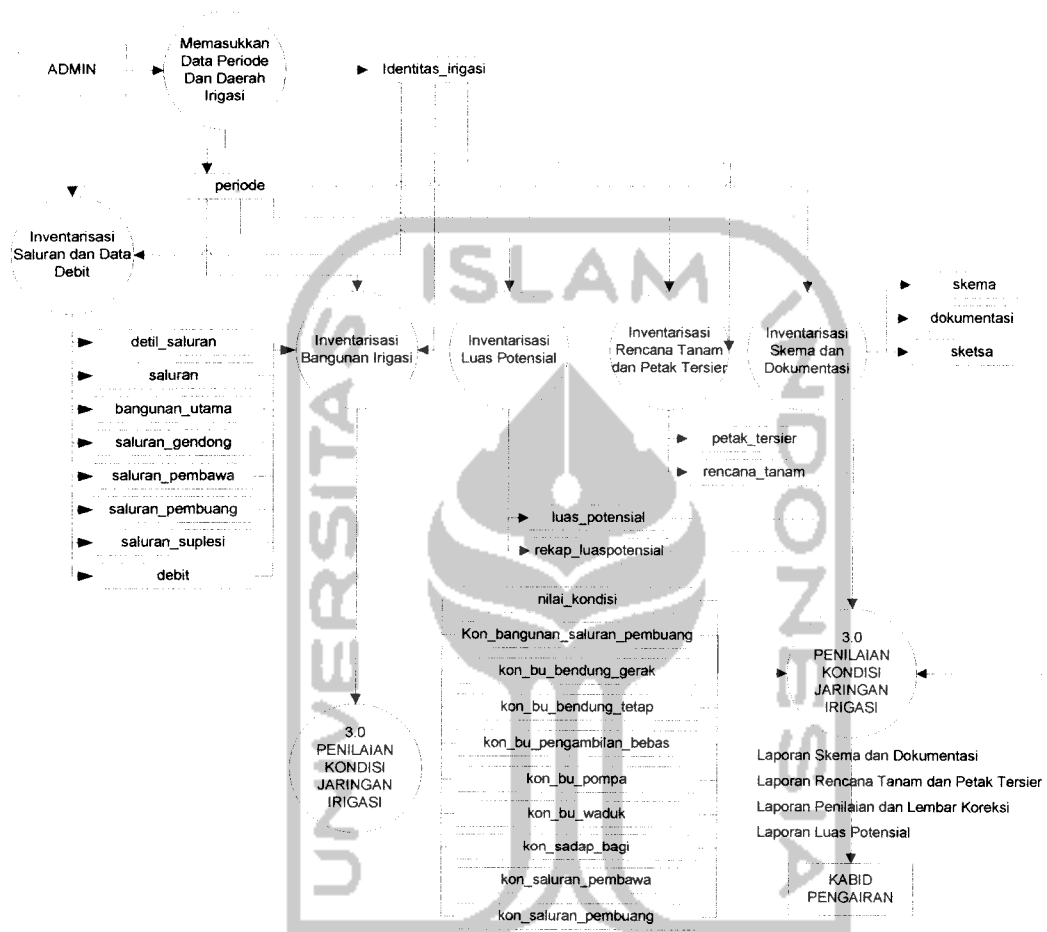 ADMIN
Memasukkan
Data Periode
Dan Daerah
Irigasi
Identitas_irigasi
periode
Inventarisasi
Saluran dan Data
Debit
ISLAM
UNIVERSITAS
INDONESIA
Inventarisasi
Bangunan Irigasi
Inventarisasi
Luas Potensial
Inventarisasi
Rencana Tanam
dan Petak Tersier
Inventarisasi
Skema dan
Dokumentasi
skema
dokumentasi
sketsa
detil_saluran
saluran
bangunan_utama
saluran_gendong
saluran_pembawa
saluran_pembuang
saluran_suplesi
debit
petak_tersier
rencana_tanam
luas_potensial
rekap_luaspotensial
nilai_kondisi
Kon_bangunan_saluran_pembuang
kon_bu_bendung_gerak
kon_bu_bendung_tetap
kon_bu_pengambilan_bebas
kon_bu_pompa
kon_bu_waduk
kon_sadap_bagi
kon_saluran_pembawa
kon_saluran_pembuang
3.0
PENILAIAN
KONDISI
JARINGAN
IRIGASI
3.0
PENILAIAN
KONDISI
JARINGAN
IRIGASI
Laporan Skema dan Dokumentasi
Laporan Rencana Tanam dan Petak Tersier
Laporan Penilaian dan Lembar Koreksi
Laporan Luas Potensial
KABID
PENGAIRAN